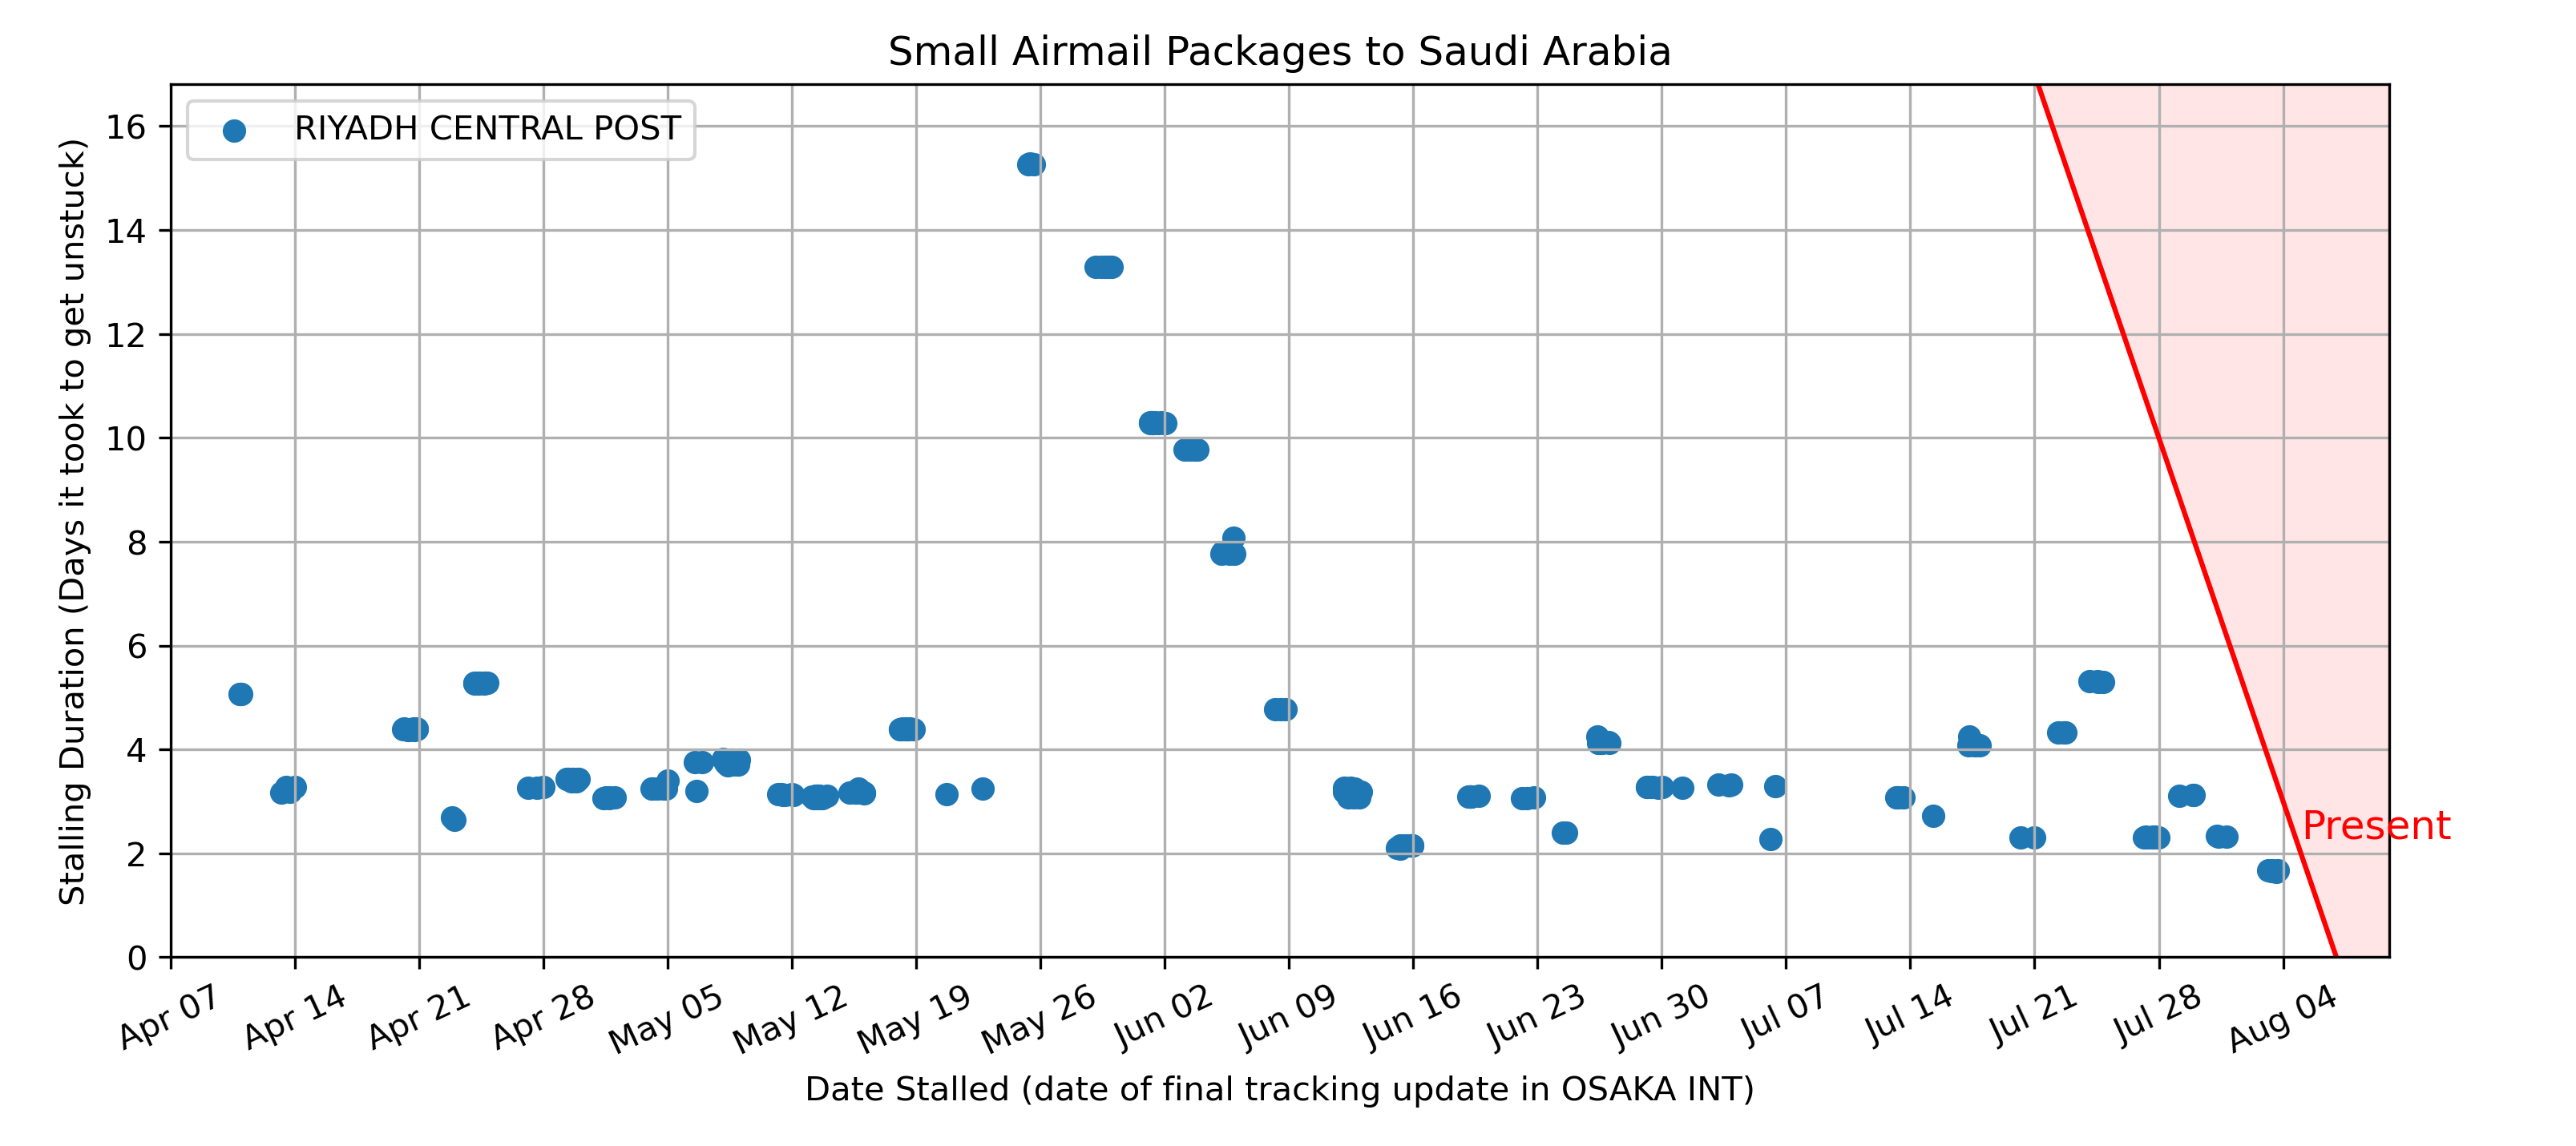 Small Airmail Packages to Saudi Arabia
RIYADH CENTRAL POST
Stalling Duration (Days it took to get unstuck)
16
14
12
10
8
6
4
2
0
Present
Apr 07
Apr 14
Apr 21
Apr 28
May 05
May 12
May 19
May 26
Jun 02
Jun 09
Jun 16
Jun 23
Jun 30
Jul 07
Jul 14
Jul 21
Jul 28
Aug 04
Date Stalled (date of final tracking update in OSAKA INT)